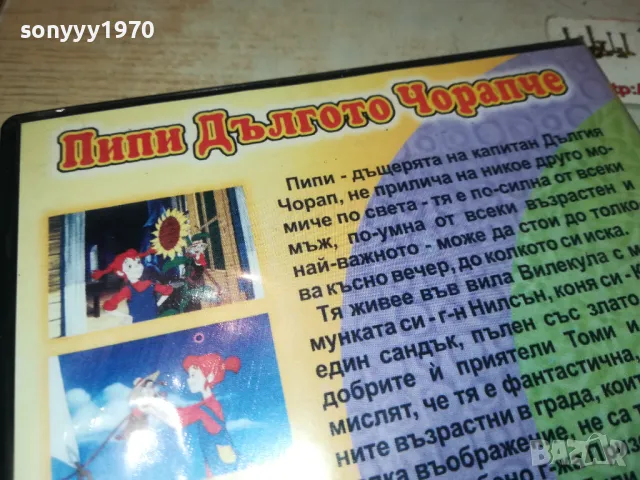 sonyyy1970
Пипи Дългото Чорапче
Пипи - дъщерята на капитан Дългия
Чорап, не прилича на никое друго мо-
миче по света - тя е по-силна от всеки
мъж, по-умна от всеки възрастен и
най-важното - може да стои до толко
ва късно вечер, до колкото си иска.
Тя живее във вила Вилекула с м
мунката си - г-н Нилсън, коня си -
един сандък, пълен със злато
добрите ѝ приятели Томи и
мислят, че тя е фантастична,
ните възрастни в града, кои
въображение, не са
г-жа
BAZAR